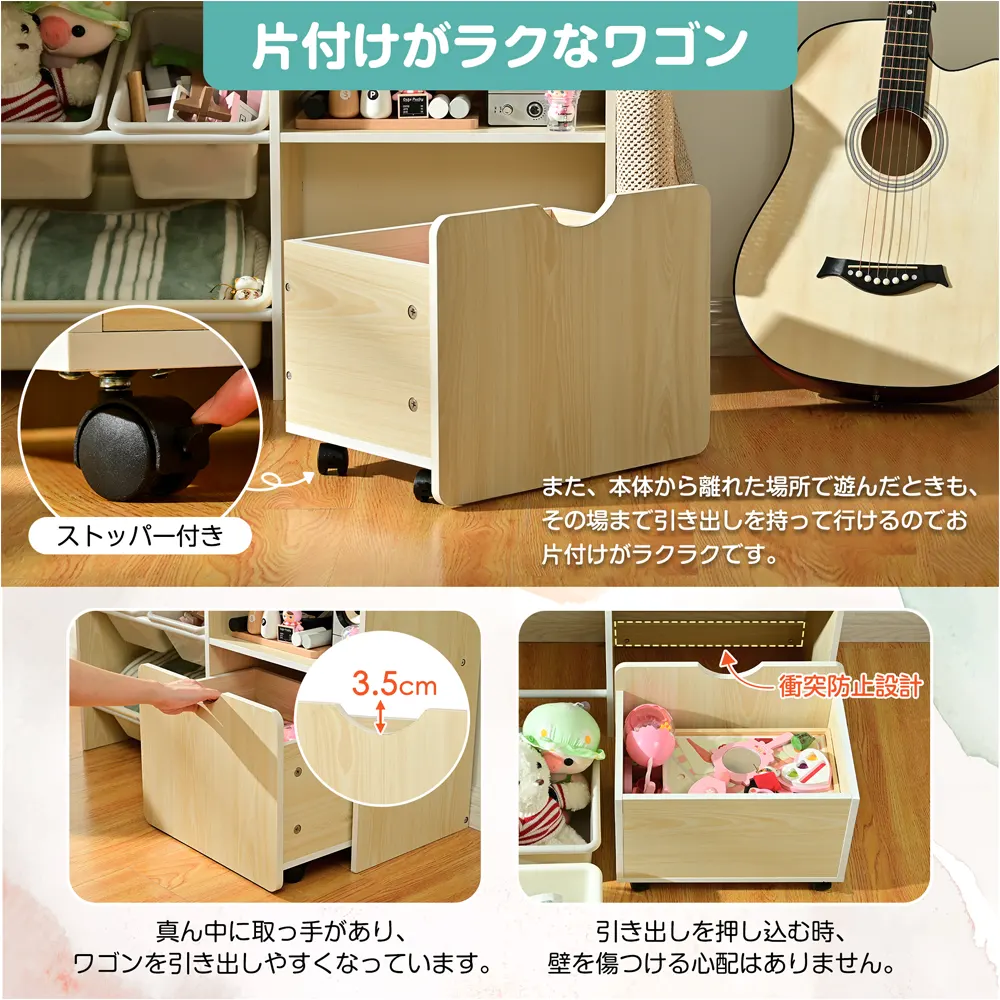 片付けがラクなワゴン
ストッパー付き
また、本体から離れた場所で遊んだときも、
その場まで引き出しを持って行けるのでお
片付けがラクラクです。
3.5cm
衝突防止設計
真ん中に取っ手があり、
ワゴンを引き出しやすくなっています。
引き出しを押し込む時、
壁を傷つける心配はありません。